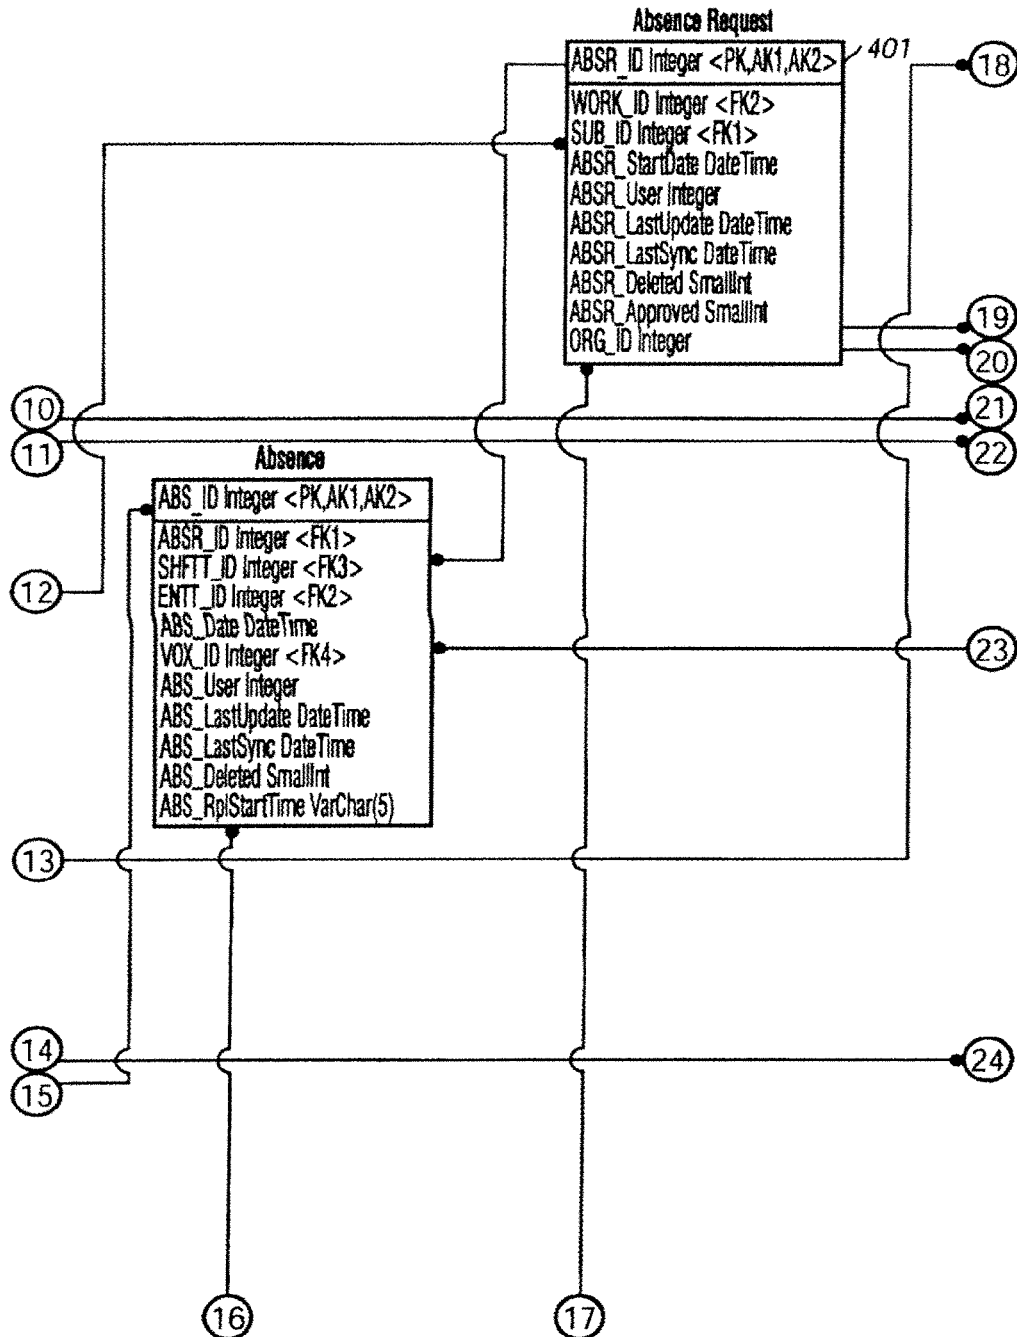 Absence Request
401
ABSR_ID Integer <PK,AK1,AK2>
WORK_ID Integer <FK2>
SUB_ID Integer <FK1>
ABSR_StartDate DateTime
ABSR_User Integer
ABSR_LastUpdate DateTime
ABSR_LastSync DateTime
ABSR_Deleted SmallInt
ABSR_Approved SmallInt
ORG_ID Integer
18
19
20
10
21
11
22
Absence
ABS_ID Integer <PK,AK1,AK2>
ABSR_ID Integer <FK1>
SHFTT_ID Integer <FK3>
ENTT_ID Integer <FK2>
ABS_Date DateTime
VOX_ID Integer <FK4>
ABS_User Integer
ABS_LastUpdate DateTime
ABS_LastSync DateTime
ABS_Deleted SmallInt
ABS_RplStartTime VarChar(5)
12
23
13
14
24
15
16
17